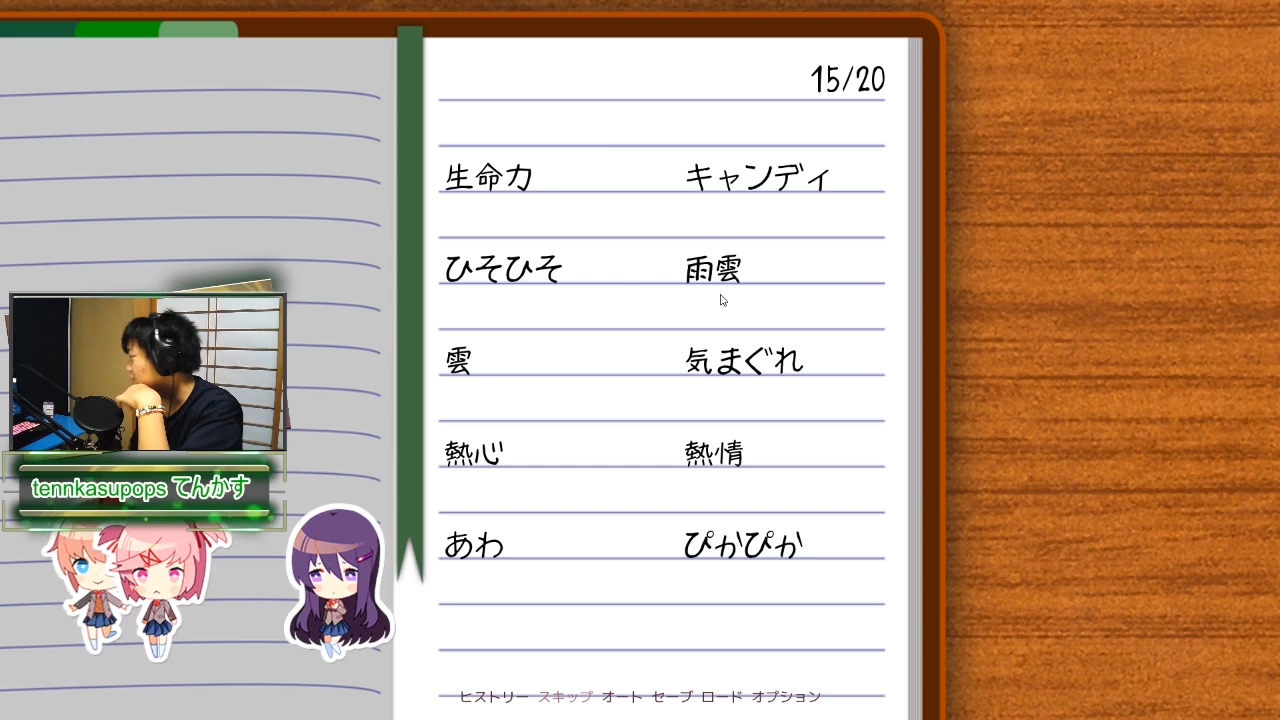 15/20
生命力 キャンディ
ひそひそ 雨雲
雲 気まぐれ
熱心 熱情
あわ ぴかぴか
tennkasupops てんかす
ヒストリー スキップ オート セーブ ロード オプション